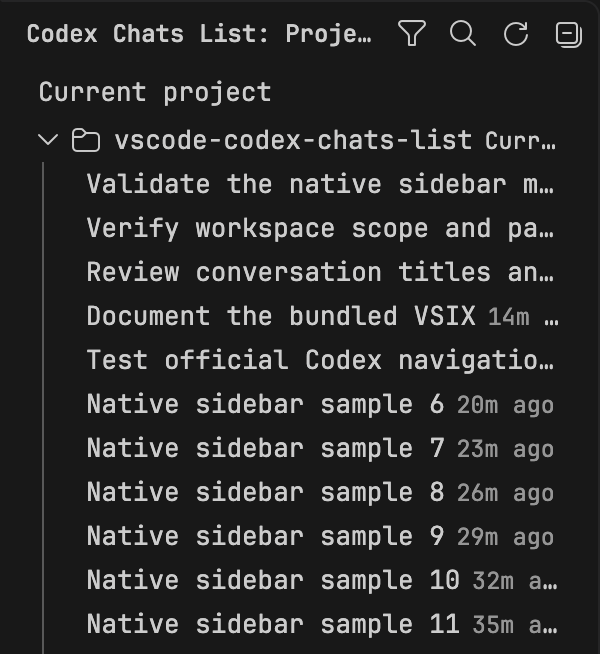 Codex Chats List: Proje…
Current project
vscode-codex-chats-list Curr…
Validate the native sidebar m…
Verify workspace scope and pa…
Review conversation titles an…
Document the bundled VSIX 14m …
Test official Codex navigatio…
Native sidebar sample 6 20m ago
Native sidebar sample 7 23m ago
Native sidebar sample 8 26m ago
Native sidebar sample 9 29m ago
Native sidebar sample 10 32m a…
Native sidebar sample 11 35m a…